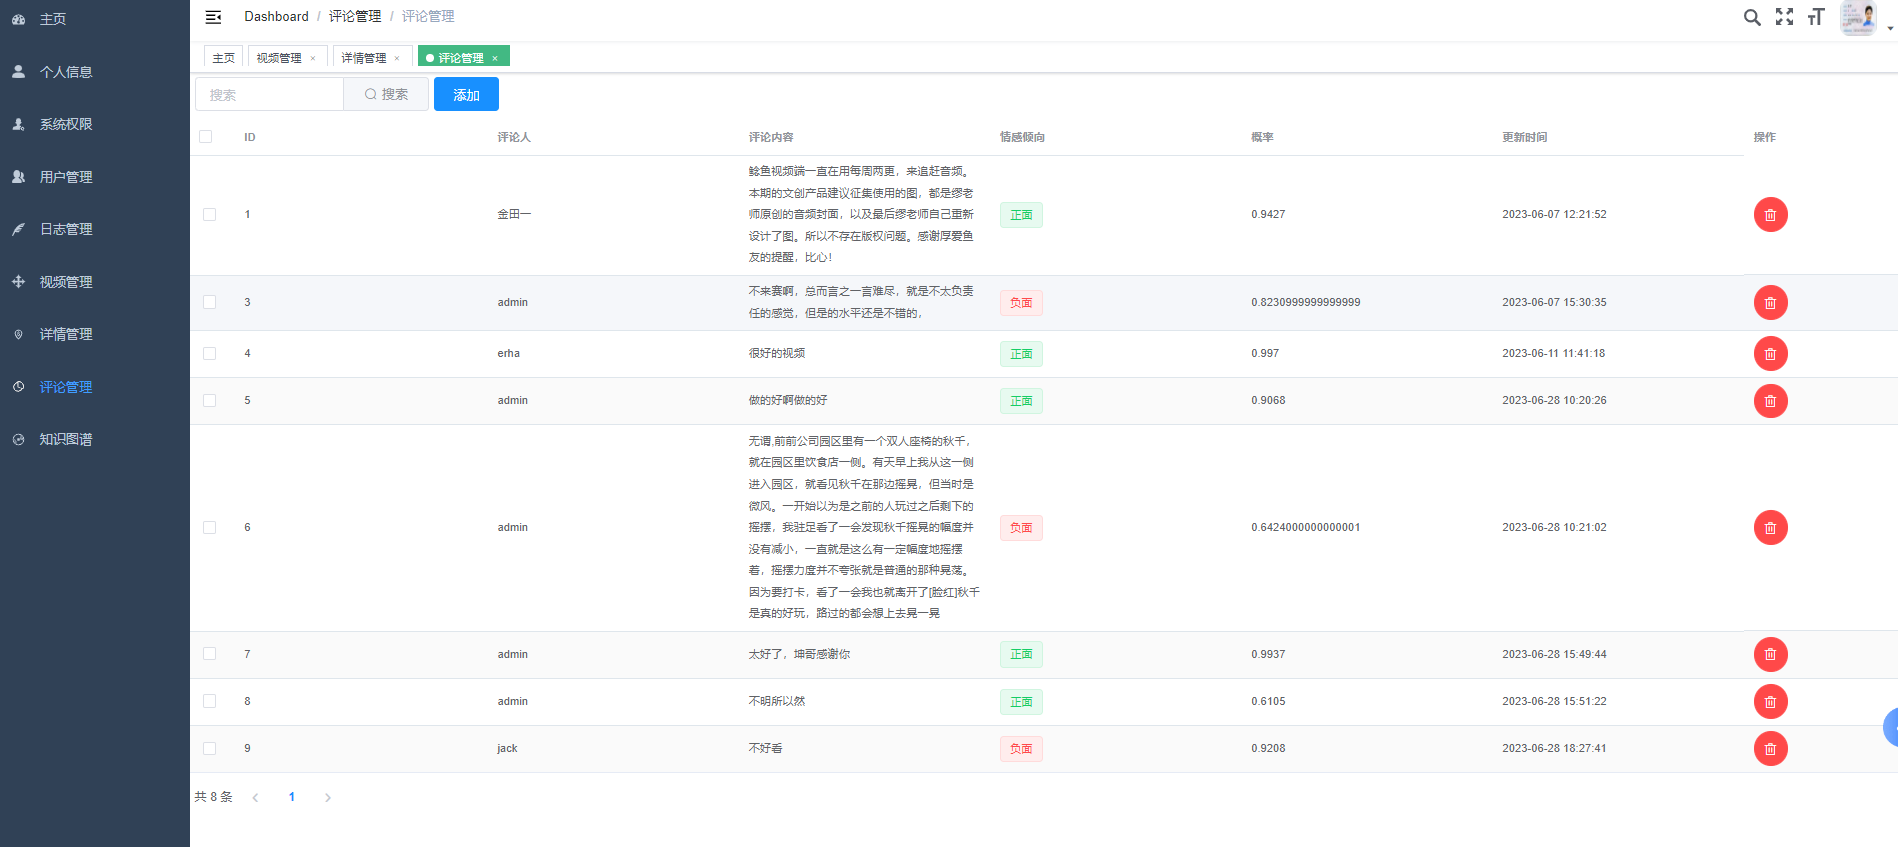 主页
个人信息
系统权限
用户管理
日志管理
视频管理
详情管理
评论管理
知识图谱
Dashboard / 评论管理 / 评论管理
主页 视频管理 × 详情管理 × 评论管理 ×
搜索 搜索 添加
ID 评论人 评论内容 情感倾向 概率 更新时间 操作
鲶鱼视频端一直在用每周两更，来追赶音频。
本期的文创产品建议征集使用的图，都是缪老
1 金田一 师原创的音频封面，以及最后缪老师自己重新 正面 0.9427 2023-06-07 12:21:52
设计了图。所以不存在版权问题。感谢厚爱鱼
友的提醒，比心！
3 admin 不来赛啊，总而言之一言难尽，就是不太负责 负面 0.8230999999999999 2023-06-07 15:30:35
任的感觉，但是的水平还是不错的，
4 erha 很好的视频 正面 0.997 2023-06-11 11:41:18
5 admin 做的好啊做的好 正面 0.9068 2023-06-28 10:20:26
无谓,前前公司园区里有一个双人座椅的秋千，
就在园区里饮食店一侧。有天早上我从这一侧
进入园区，就看见秋千在那边摇晃，但当时是
微风。一开始以为是之前的人玩过之后剩下的
6 admin 摇摆，我驻足看了一会发现秋千摇晃的幅度并 负面 0.6424000000000001 2023-06-28 10:21:02
没有减小，一直就是这么有一定幅度地摇摆
着，摇摆力度并不夸张就是普通的那种晃荡。
因为要打卡，看了一会我也就离开了[脸红]秋千
是真的好玩，路过的都会想上去晃一晃
7 admin 太好了，坤哥感谢你 正面 0.9937 2023-06-28 15:49:44
8 admin 不明所以然 正面 0.6105 2023-06-28 15:51:22
9 jack 不好看 负面 0.9208 2023-06-28 18:27:41
共 8 条 1